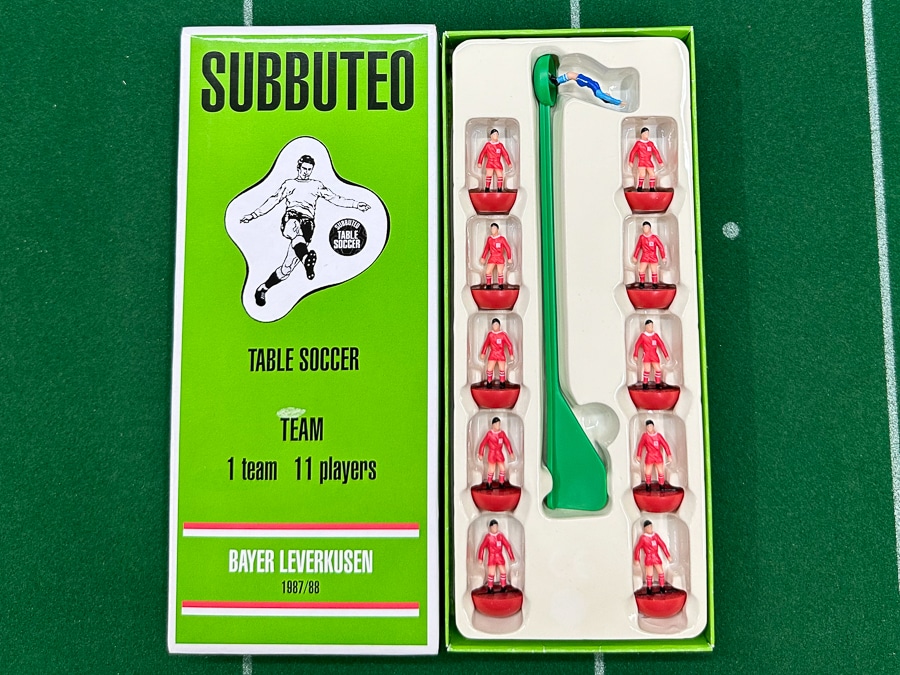 SUBBUTEO
SUBBUTEO
TABLE
SOCCER
TABLE SOCCER
TEAM
1 team 11 players
BAYER LEVERKUSEN
1987/88